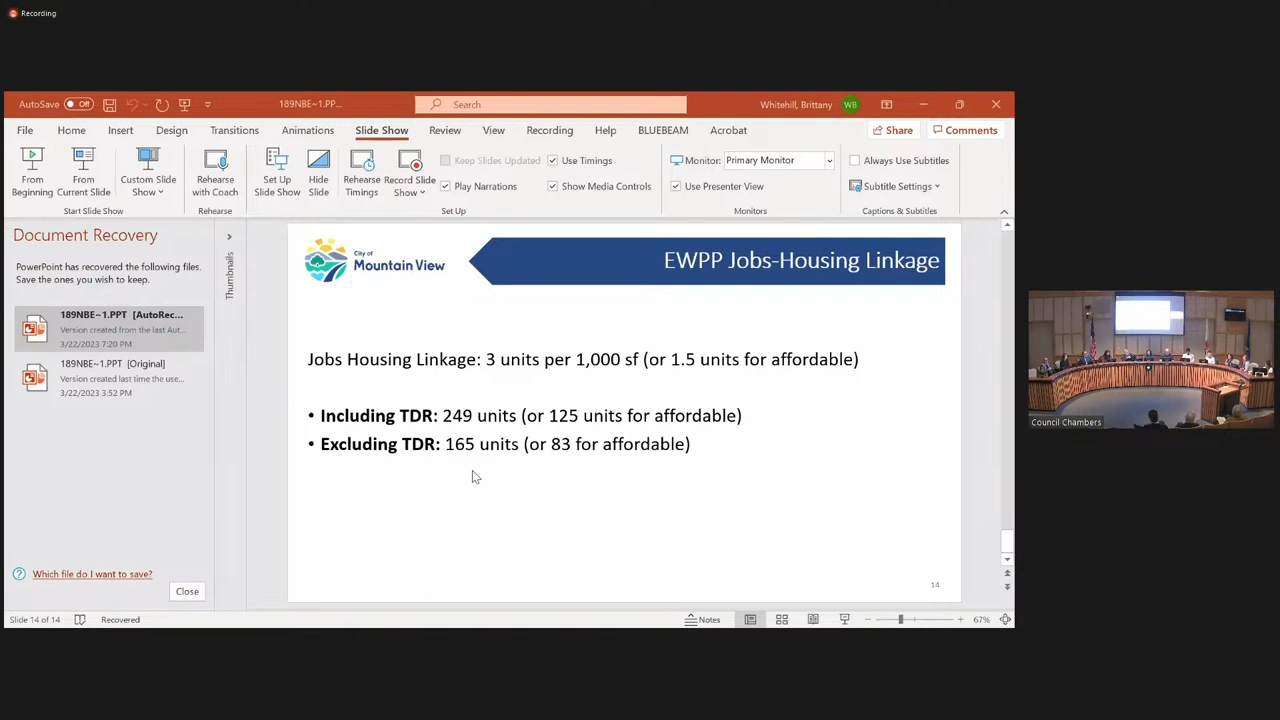 Recording
AutoSave Off
189NBE~1.PP...
Search
Whitehill, Brittany
WB
File Home Insert Design Transitions Animations Slide Show Review View Recording Help BLUEBEAM Acrobat
Share
Comments
From Beginning
From Current Slide
Custom Slide Show
Start Slide Show
Rehearse with Coach
Rehearse
Set Up Slide Show
Hide Slide
Rehearse Timings
Record Slide Show
Keep Slides Updated
Use Timings
Play Narrations
Show Media Controls
Set Up
Monitor: Primary Monitor
Use Presenter View
Monitors
Always Use Subtitles
Subtitle Settings
Captions & Subtitles
Document Recovery
PowerPoint has recovered the following files.
Save the ones you wish to keep.
189NBE~1.PPT [AutoRec...
Version created from the last Aut...
3/22/2023 7:20 PM
189NBE~1.PPT [Original]
Version created last time the use...
3/22/2023 3:52 PM
Which file do I want to save?
Close
Thumbnails
City of
Mountain View
EWPP Jobs-Housing Linkage
Jobs Housing Linkage: 3 units per 1,000 sf (or 1.5 units for affordable)
• Including TDR: 249 units (or 125 units for affordable)
• Excluding TDR: 165 units (or 83 for affordable)
14
Council Chambers
Slide 14 of 14
Recovered
Notes
67%